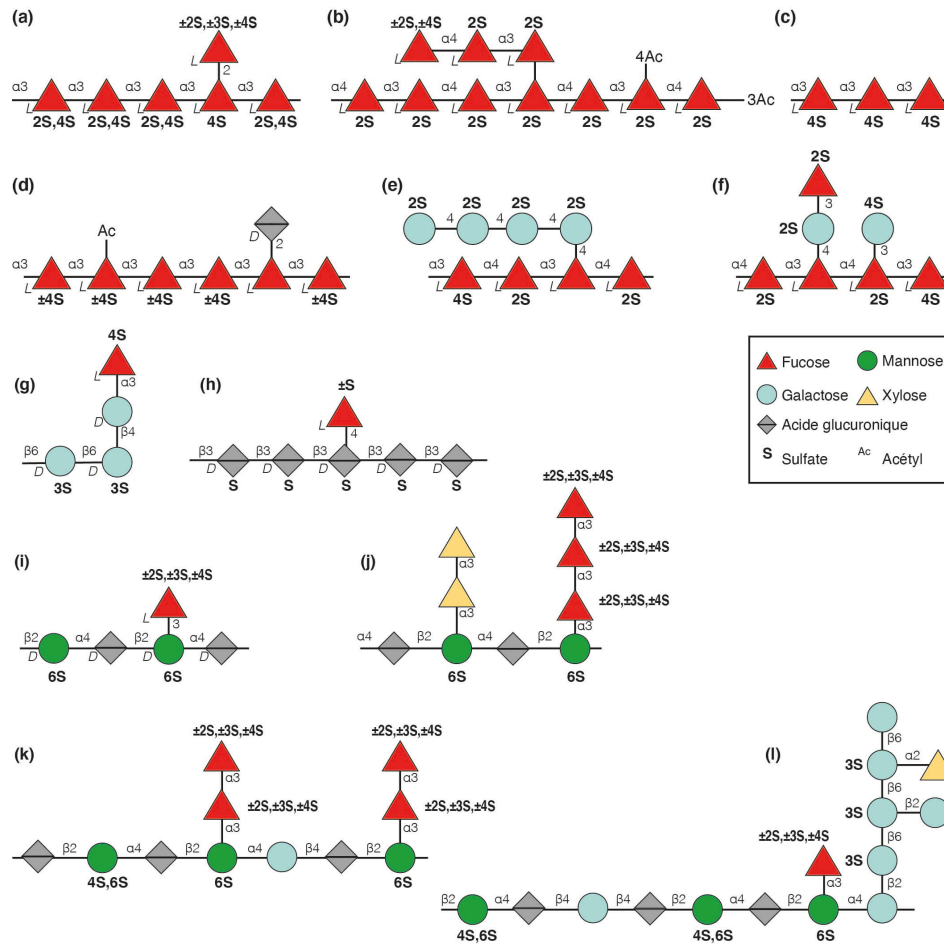 (a)
±2S,±3S,±4S
L
2
α3 α3 α3 α3 α3
L L L L
2S,4S 2S,4S 2S,4S 4S 2S,4S
(b)
±2S,±4S 2S 2S
α4 α3
L L L
4Ac
α4 α3 α4 α3 α4 α3 α4
L L L L L L L
3Ac
2S 2S 2S 2S 2S 2S 2S
(c)
α3 α3 α3
L L L
4S 4S 4S
(d)
Ac
D
2
α3 α3 α3 α3 α3 α3
L L L L L L
±4S ±4S ±4S ±4S ±4S
(e)
2S 2S 2S 2S
4 4 4
4
α3 α4 α3 α4
L L L L
4S 2S 2S
(f)
2S
3
4S
2S
4 3
α4 α3 α4 α3
L L L L
2S 2S 4S
(g)
4S
L
α3
D
β4
β6 β6
D D
3S 3S
(h)
±S
L
4
β3 β3 β3 β3 β3
D D D D D
S S S S
Fucose Mannose
Galactose Xylose
Acide glucuronique
S Sulfate Ac Acétyl
(i)
±2S,±3S,±4S
L
3
β2 α4 β2 α4
D D D D
6S 6S
(j)
±2S,±3S,±4S
α3
±2S,±3S,±4S
α3 α3
±2S,±3S,±4S
α3 α3
α4 β2 α4 β2
6S 6S
(k)
±2S,±3S,±4S ±2S,±3S,±4S
α3 α3
±2S,±3S,±4S ±2S,±3S,±4S
α3 α3
β2 α4 β2 α4 β4 β2
4S,6S 6S 6S
(l)
β6
3S α2
β6
3S β2
β6
±2S,±3S,±4S
3S
α3 β2
β2 α4 β4 β4 β2 α4 β2 α4
4S,6S 4S,6S 6S